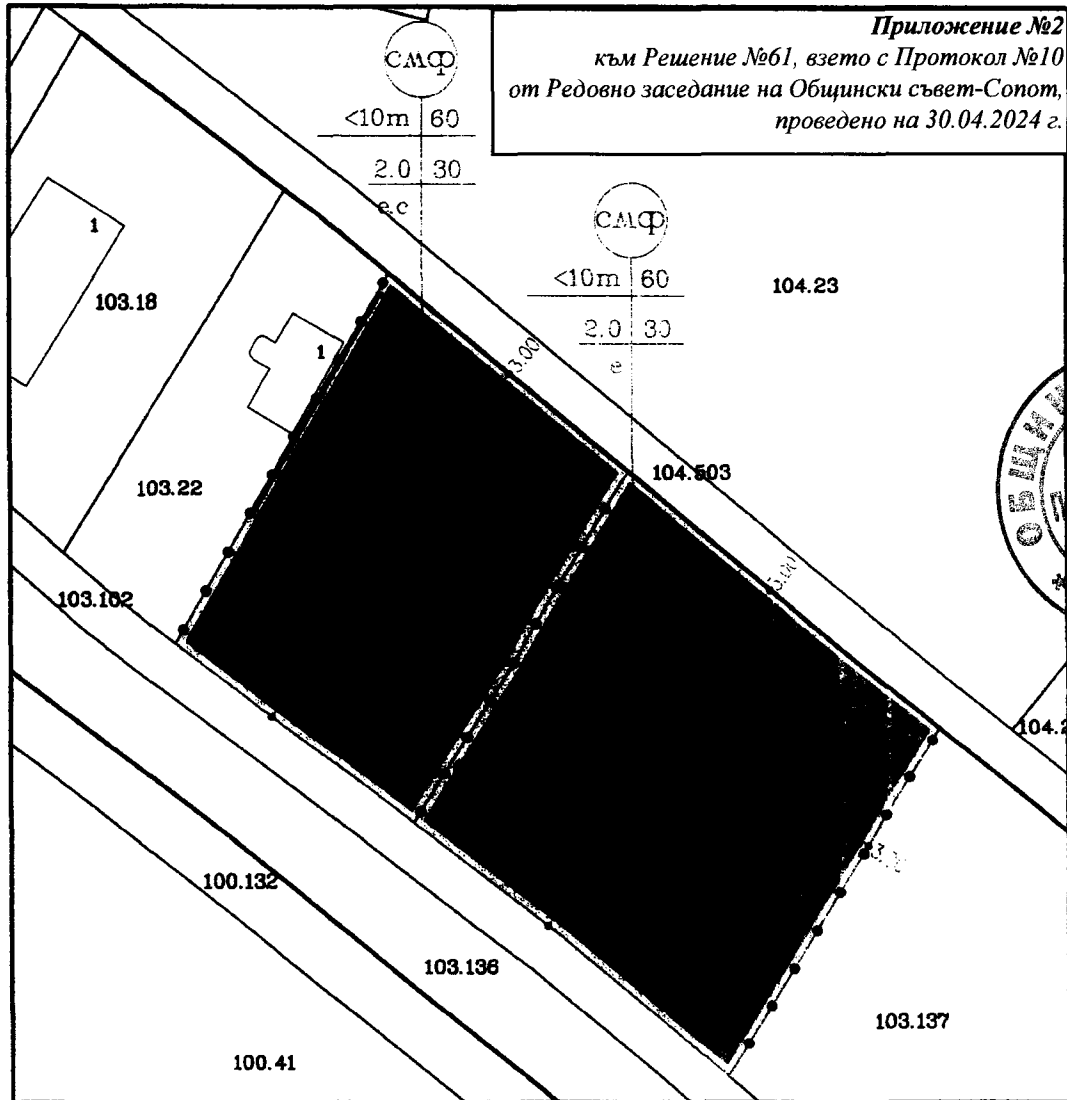 Приложение №2
към Решение №61, взето с Протокол №10
от Редовно заседание на Общински съвет-Сопот,
проведено на 30.04.2024 г.
СМФ
<10m 60
2.0 30
е.с
СМФ
<10m 60
2.0 30
е
104.23
1
103.18
1
3.00
103.22
104.503
ОБЩИН
103.102
3.00
104.2
100.132
103.136
103.137
100.41